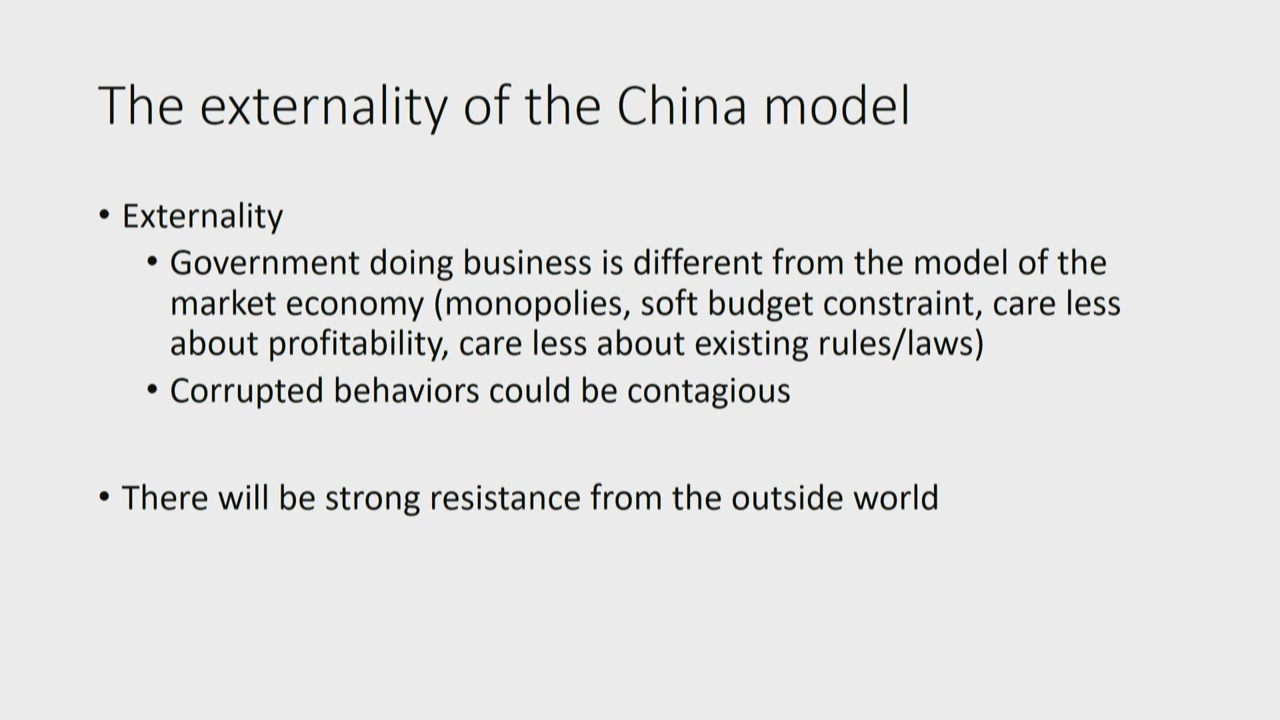 The externality of the China model
• Externality
• Government doing business is different from the model of the
market economy (monopolies, soft budget constraint, care less
about profitability, care less about existing rules/laws)
• Corrupted behaviors could be contagious
• There will be strong resistance from the outside world